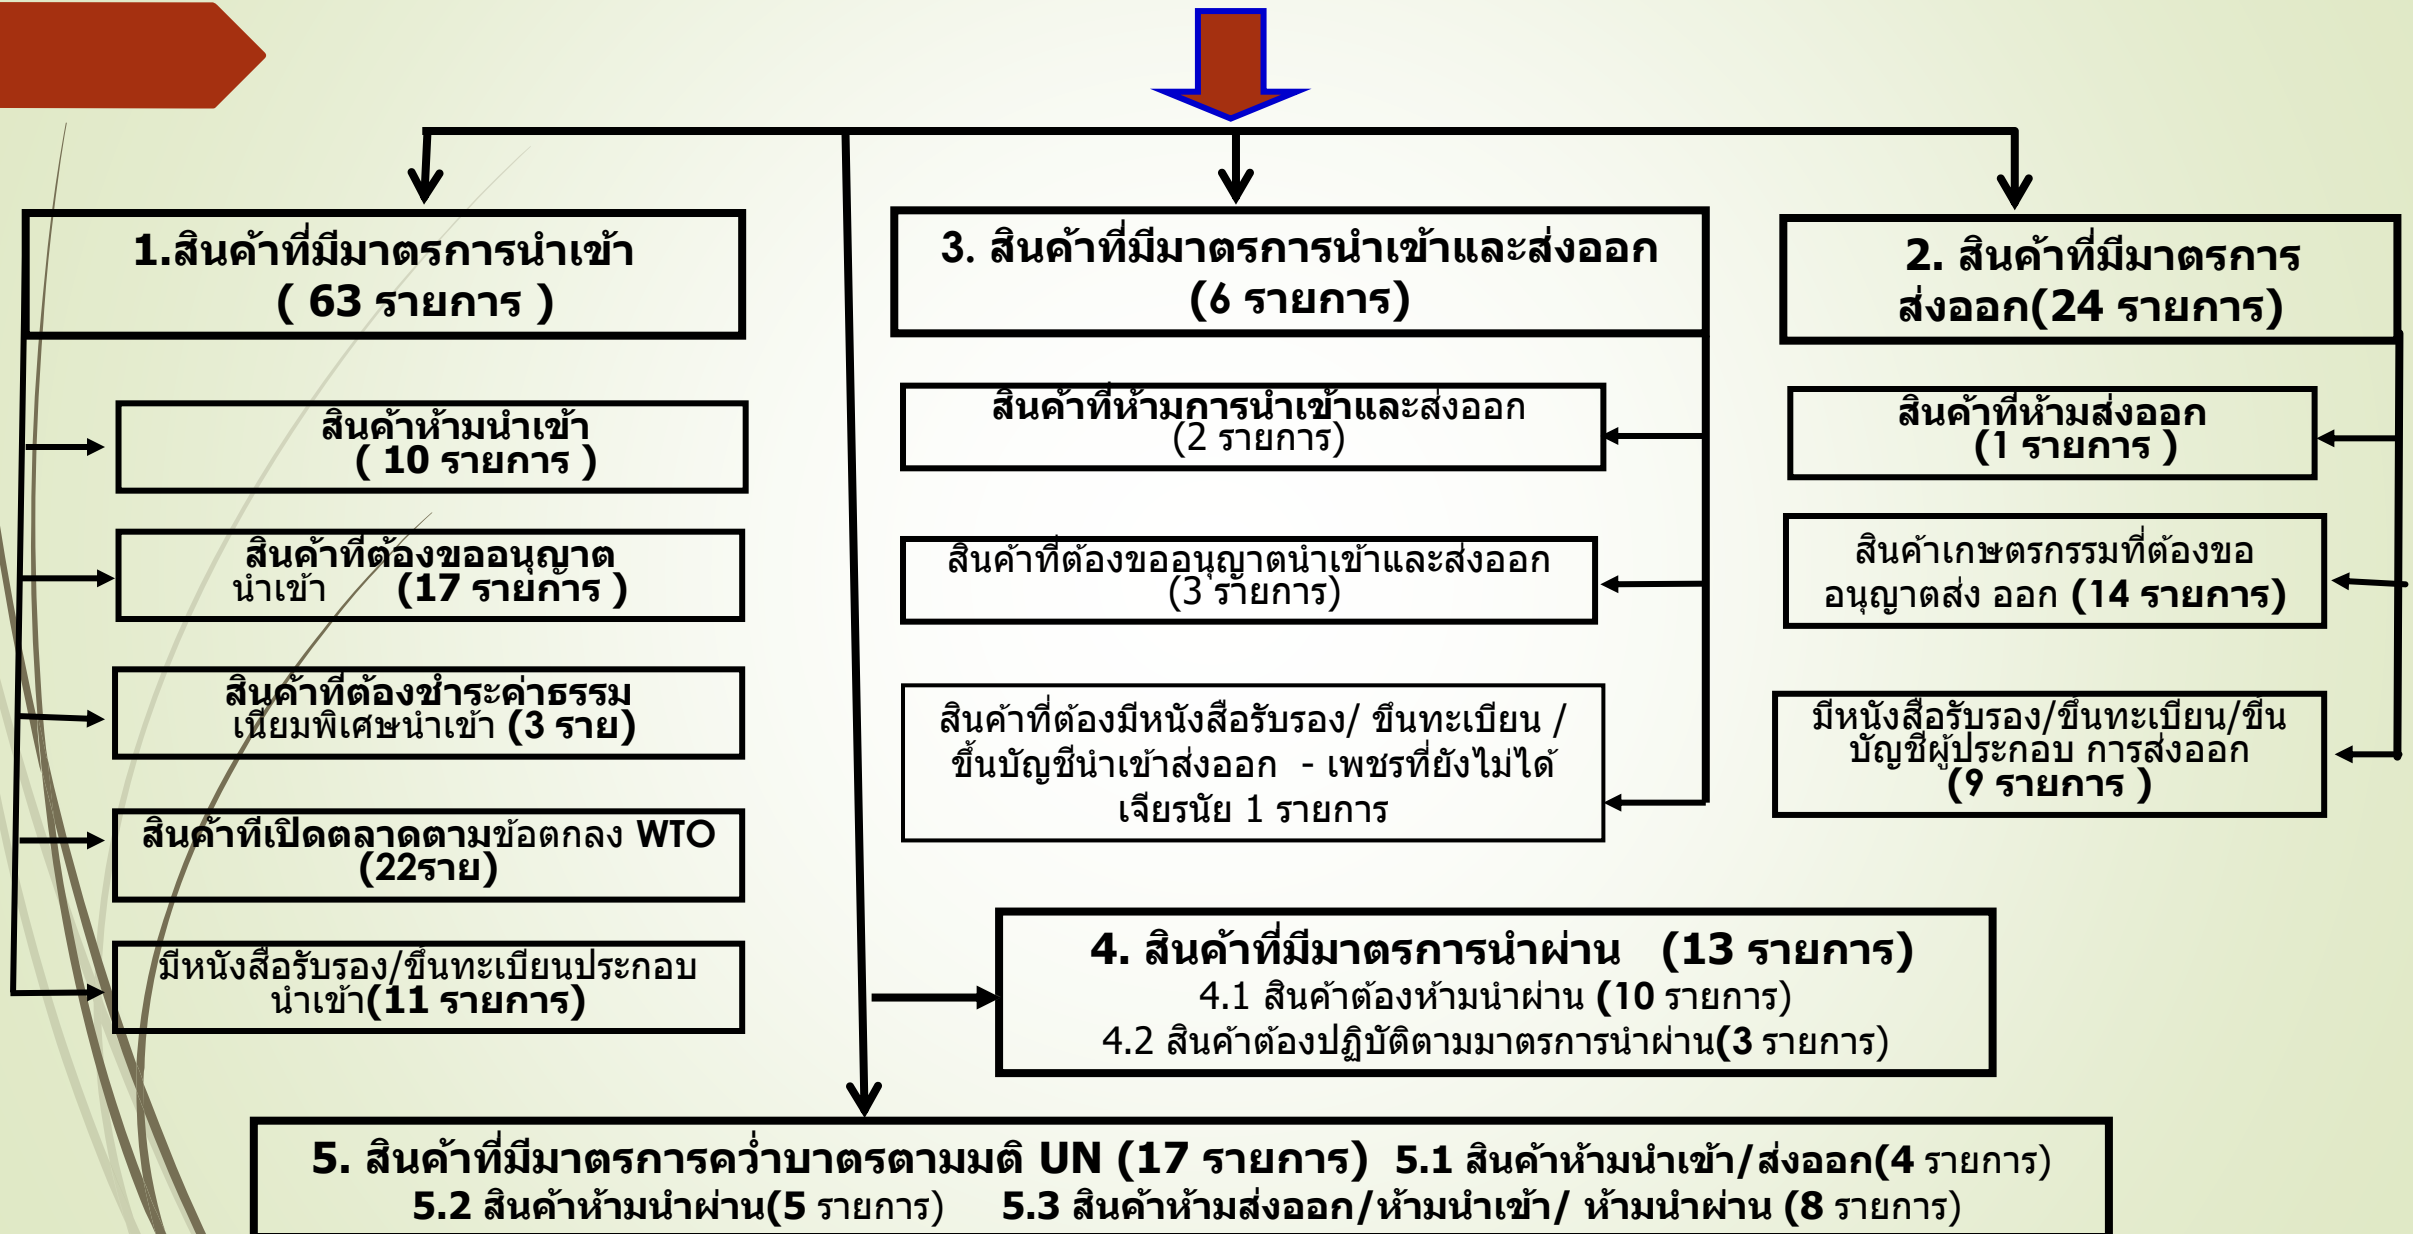 1.สินค้าที่มีมาตรการนำเข้า
( 63 รายการ )
สินค้าห้ามนำเข้า
( 10 รายการ )
สินค้าที่ต้องขออนุญาต
นำเข้า (17 รายการ )
สินค้าที่ต้องชำระค่าธรรม
เนียมพิเศษนำเข้า (3 ราย)
สินค้าที่เปิดตลาดตามข้อตกลง WTO
(22ราย)
มีหนังสือรับรอง/ขึ้นทะเบียนประกอบ
นำเข้า(11 รายการ)
3. สินค้าที่มีมาตรการนำเข้าและส่งออก
(6 รายการ)
สินค้าที่ห้ามการนำเข้าและส่งออก
(2 รายการ)
สินค้าที่ต้องขออนุญาตนำเข้าและส่งออก
(3 รายการ)
สินค้าที่ต้องมีหนังสือรับรอง/ ขึ้นทะเบียน /
ขึ้นบัญชีนำเข้าส่งออก - เพชรที่ยังไม่ได้
เจียรนัย 1 รายการ
2. สินค้าที่มีมาตรการ
ส่งออก(24 รายการ)
สินค้าที่ห้ามส่งออก
(1 รายการ )
สินค้าเกษตรกรรมที่ต้องขอ
อนุญาตส่ง ออก (14 รายการ)
มีหนังสือรับรอง/ขึ้นทะเบียน/ขึ้น
บัญชีผู้ประกอบ การส่งออก
(9 รายการ )
4. สินค้าที่มีมาตรการนำผ่าน (13 รายการ)
4.1 สินค้าต้องห้ามนำผ่าน (10 รายการ)
4.2 สินค้าต้องปฏิบัติตามมาตรการนำผ่าน(3 รายการ)
5. สินค้าที่มีมาตรการคว่ำบาตรตามมติ UN (17 รายการ) 5.1 สินค้าห้ามนำเข้า/ส่งออก(4 รายการ)
5.2 สินค้าห้ามนำผ่าน(5 รายการ) 5.3 สินค้าห้ามส่งออก/ห้ามนำเข้า/ ห้ามนำผ่าน (8 รายการ)